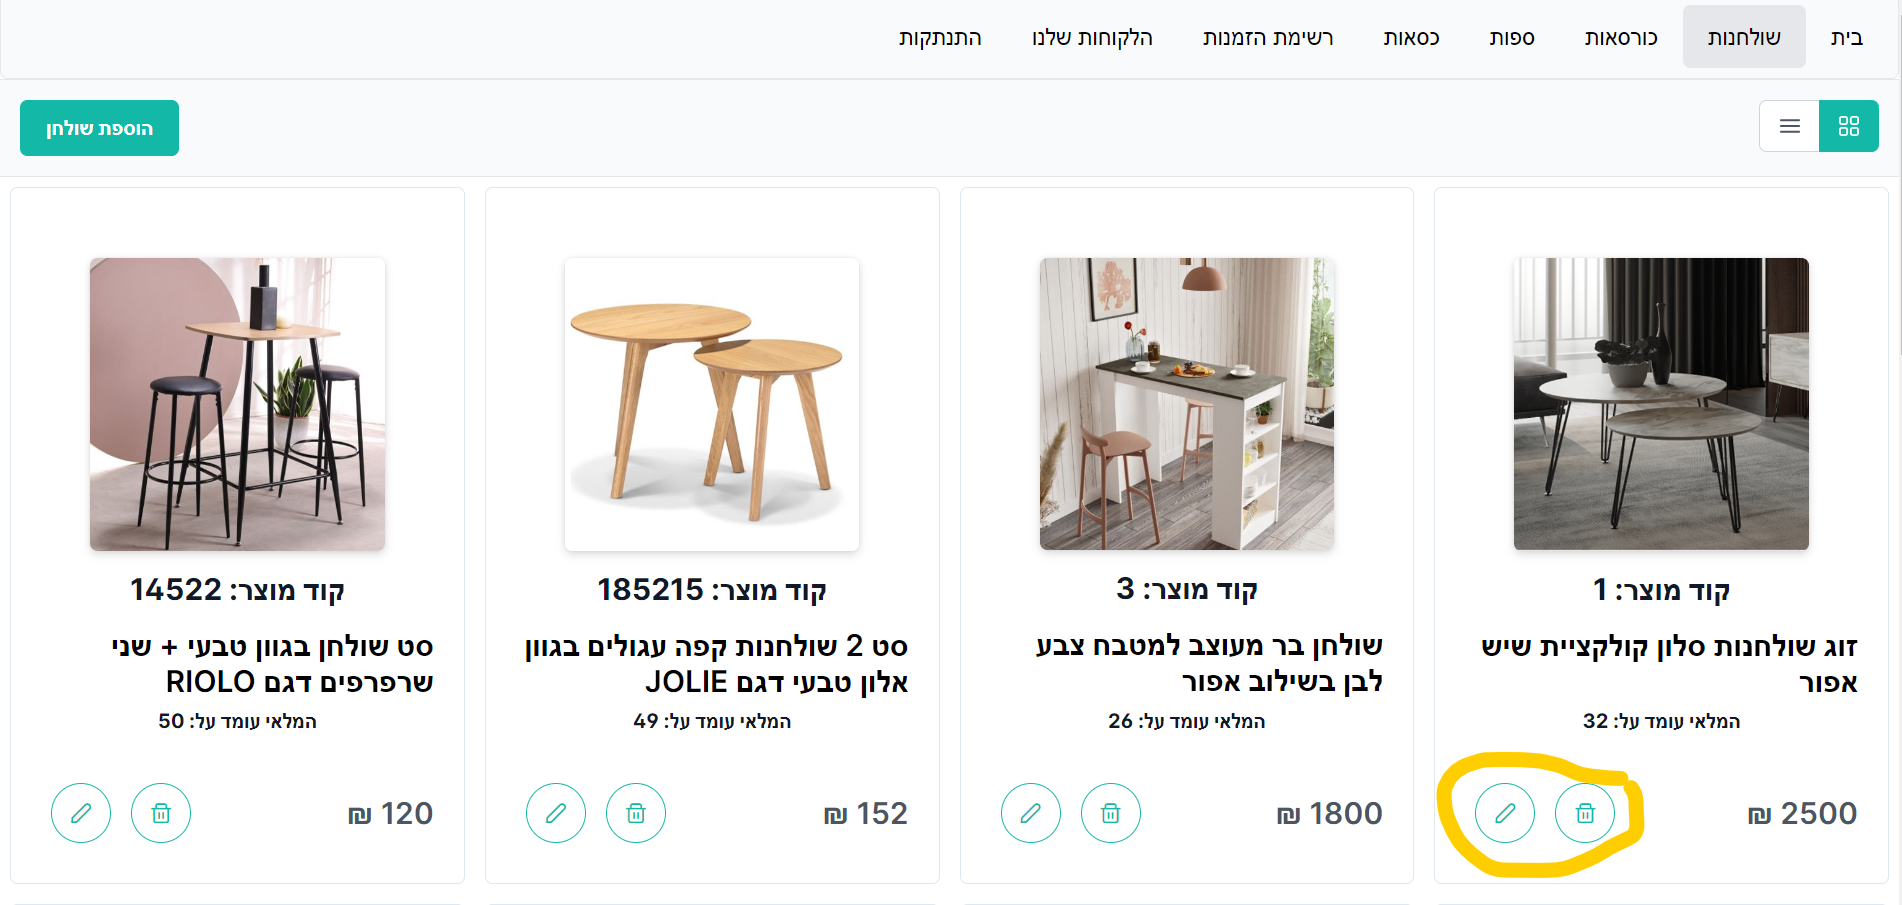 בית שולחנות כורסאות ספות כסאות רשימת הזמנות הלקוחות שלנו התנתקות
הוספת שולחן
קוד מוצר: 1
זוג שולחנות סלון קולקציית שיש
אפור
המלאי עומד על: 32
2500 ₪
קוד מוצר: 3
שולחן בר מעוצב למטבח צבע
לבן בשילוב אפור
המלאי עומד על: 26
1800 ₪
קוד מוצר: 185215
סט 2 שולחנות קפה עגולים בגוון
אלון טבעי דגם JOLIE
המלאי עומד על: 49
152 ₪
קוד מוצר: 14522
סט שולחן בגוון טבעי + שני
שרפרפים דגם RIOLO
המלאי עומד על: 50
120 ₪